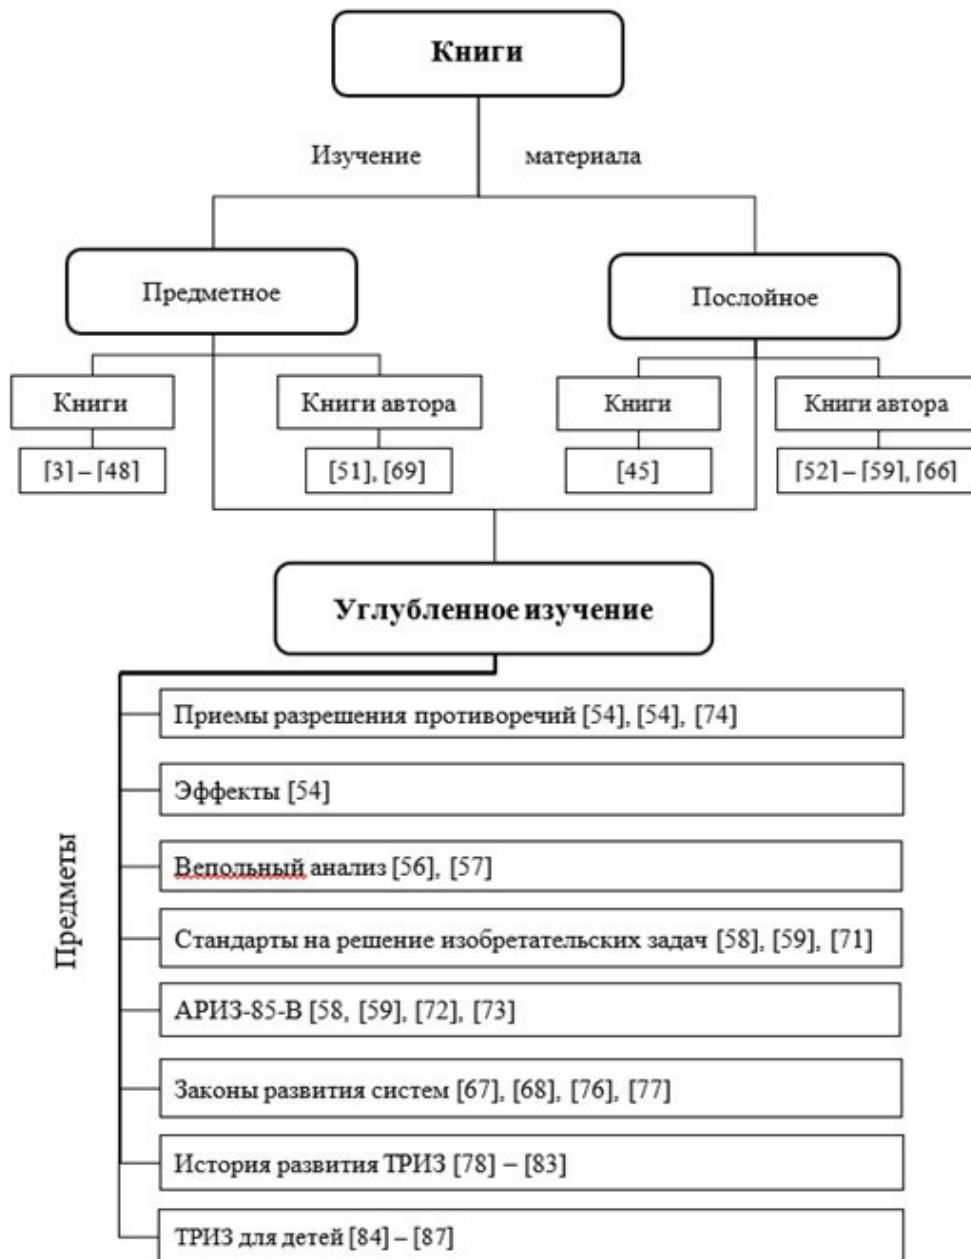 Книги
Изучение материала
Предметное
Послойное
Книги
Книги автора
Книги
Книги автора
[3] – [48]
[51], [69]
[45]
[52] – [59], [66]
Углубленное изучение
Предметы
Приемы разрешения противоречий [54], [54], [74]
Эффекты [54]
Вепольный анализ [56], [57]
Стандарты на решение изобретательских задач [58], [59], [71]
АРИЗ-85-В [58, [59], [72], [73]
Законы развития систем [67], [68], [76], [77]
История развития ТРИЗ [78] – [83]
ТРИЗ для детей [84] – [87]